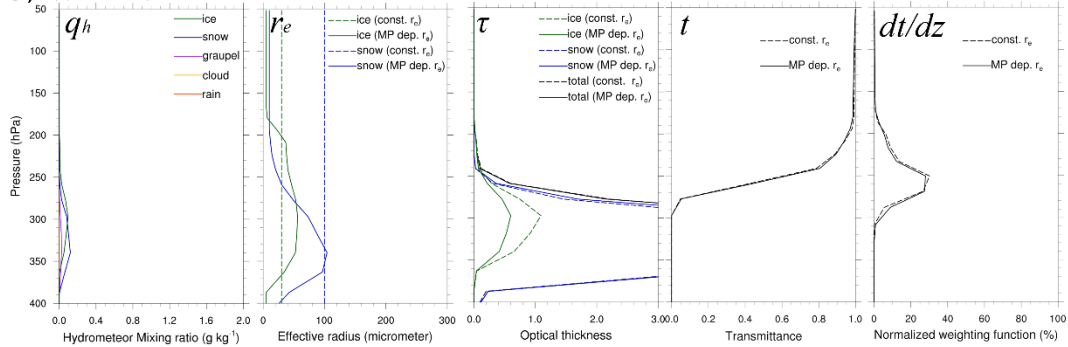 q_h
r_e
τ
t
dt/dz
ice
snow
graupel
cloud
rain
ice (const. r_e)
ice (MP dep. r_e)
snow (const. r_e)
snow (MP dep. r_e)
ice (const. r_e)
ice (MP dep. r_e)
snow (const. r_e)
snow (MP dep. r_e)
total (const. r_e)
total (MP dep. r_e)
const. r_e
MP dep. r_e
const. r_e
MP dep. r_e
Pressure (hPa)
50
100
150
200
250
300
350
400
0.0 0.4 0.8 1.2 1.6 2.0
Hydrometeor Mixing ratio (g kg⁻¹)
0 100 200 300
Effective radius (micrometer)
0.0 1.0 2.0 3.00
Optical thickness
0.0 0.2 0.4 0.6 0.8 1.0
Transmittance
0 20 40 60 80 100
Normalized weighting function (%)